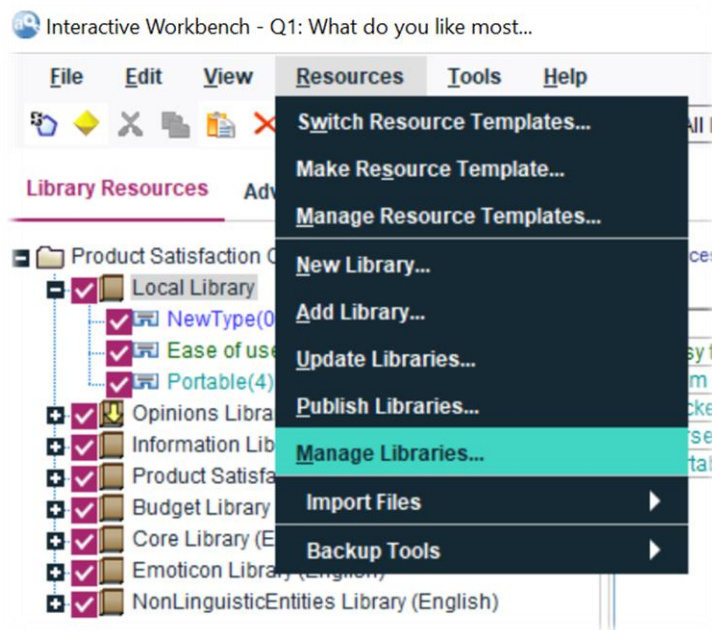 Interactive Workbench - Q1: What do you like most...
File Edit View Resources Tools Help
Switch Resource Templates...
Make Resource Template...
Manage Resource Templates...
New Library...
Add Library...
Update Libraries...
Publish Libraries...
Manage Libraries...
Import Files
Backup Tools
Library Resources
Product Satisfaction
Local Library
NewType(0
Ease of use
Portable(4)
Opinions
Information
Product
Budget Library
Core Library (E
Emoticon Library (English)
NonLinguisticEntities Library (English)